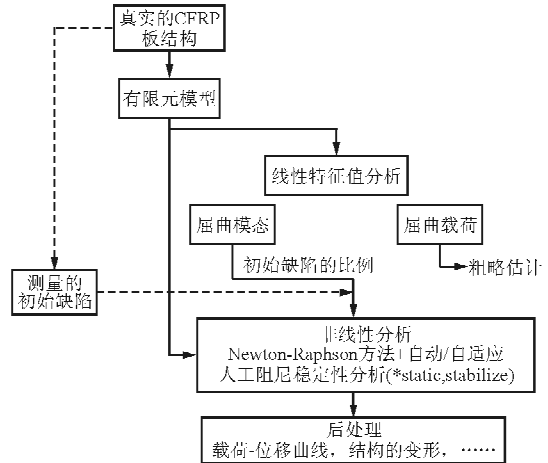 真实的CFRP
板结构
有限元模型
线性特征值分析
屈曲模态
屈曲载荷
初始缺陷的比例
粗略估计
测量的
初始缺陷
非线性分析
Newton-Raphson方法+自动/自适应
人工阻尼稳定性分析(*static,stabilize)
后处理
载荷-位移曲线，结构的变形，……